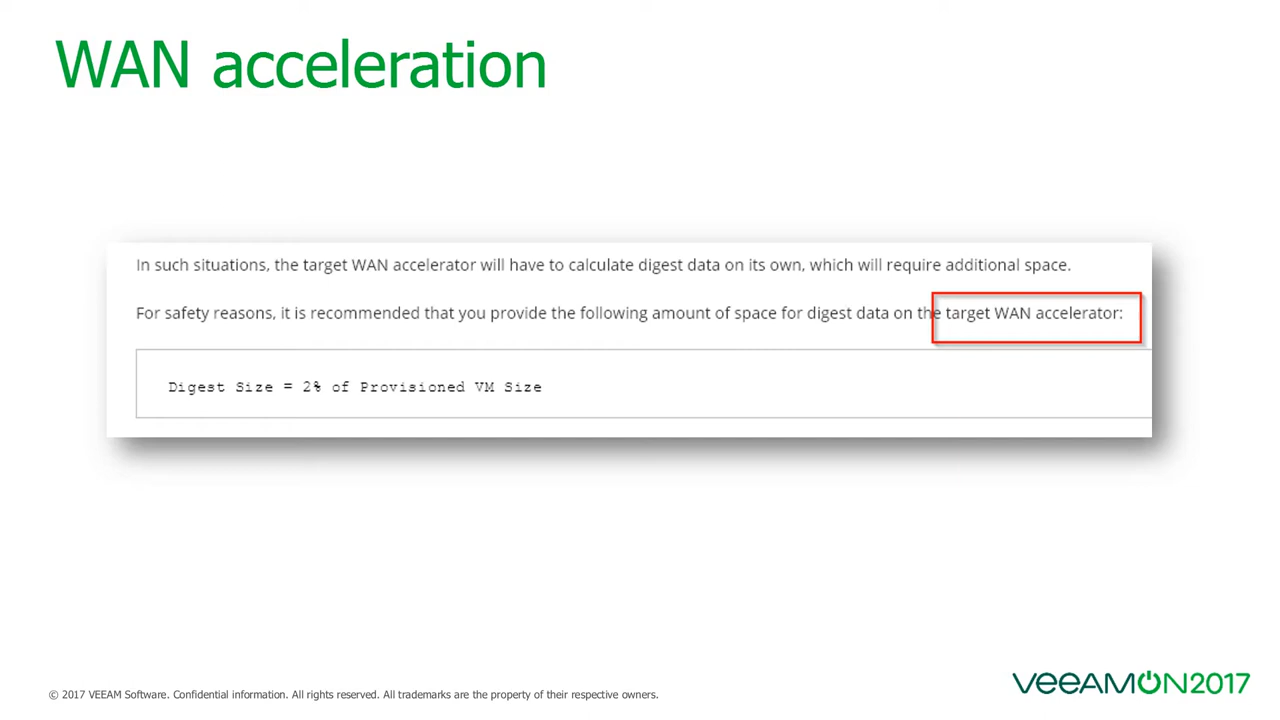 WAN acceleration
In such situations, the target WAN accelerator will have to calculate digest data on its own, which will require additional space.
For safety reasons, it is recommended that you provide the following amount of space for digest data on the target WAN accelerator:
Digest Size = 2% of Provisioned VM Size
© 2017 VEEAM Software. Confidential information. All rights reserved. All trademarks are the property of their respective owners.
VEEAMON2017